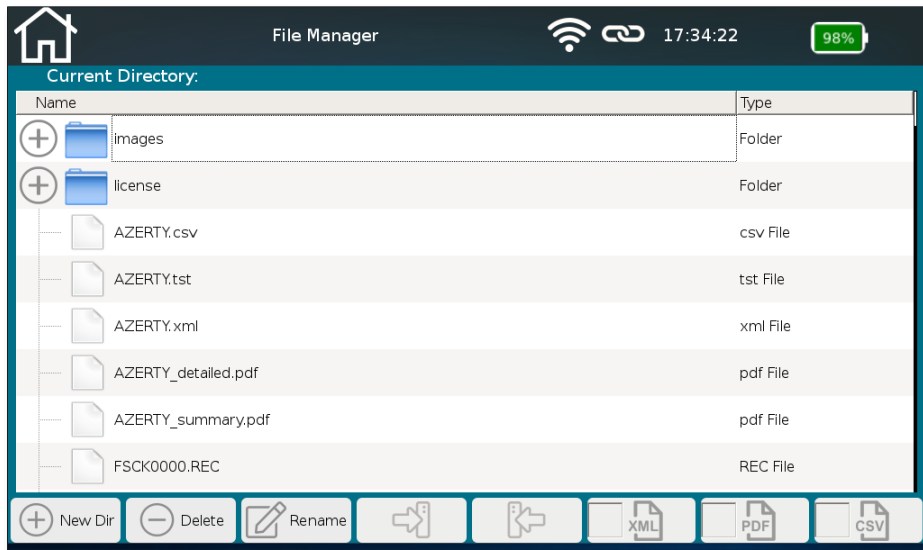 File Manager 17:34:22 98%
Current Directory:
Name Type
images Folder
license Folder
AZERTY.csv csv File
AZERTY.tst tst File
AZERTY.xml xml File
AZERTY_detailed.pdf pdf File
AZERTY_summary.pdf pdf File
FSCK0000.REC REC File
New Dir Delete Rename XML PDF CSV